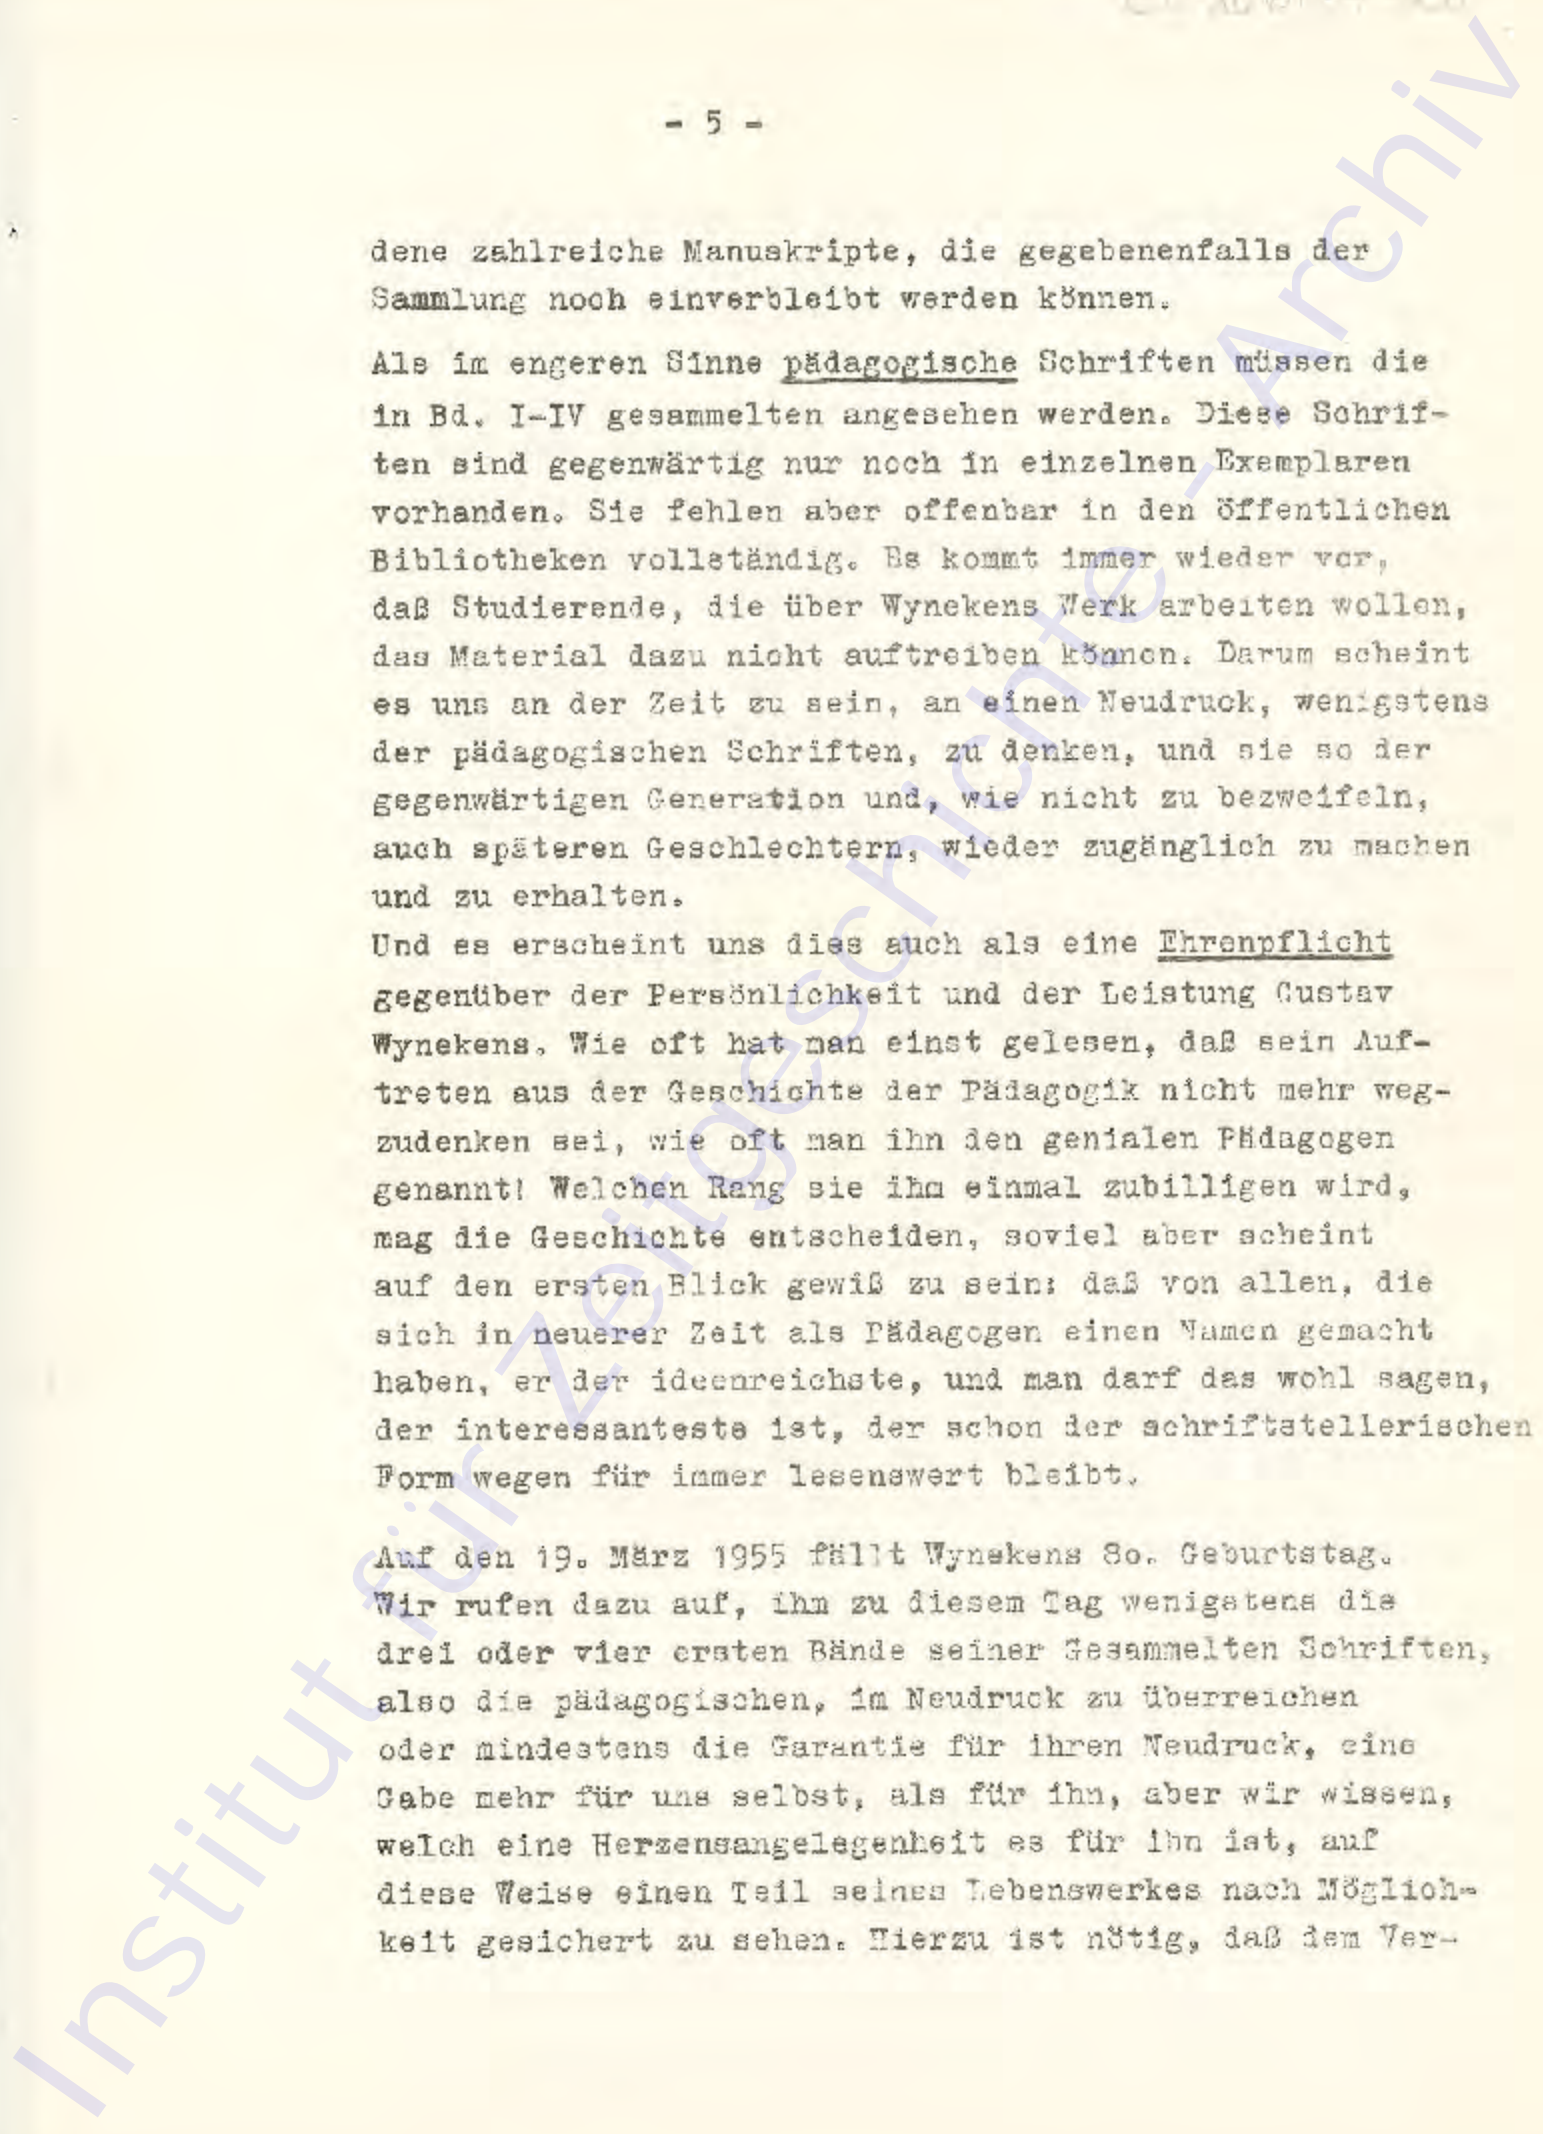 - 5 -
dene zahlreiche Manuskripte, die gegebenenfalls der
Sammlung noch einverbleibt werden können.
Als im engeren Sinne pädagogische Schriften müssen die
in Bd. I-IV gesammelten angesehen werden. Diese Schrif-
ten sind gegenwärtig nur noch in einzelnen Exemplaren
vorhanden. Sie fehlen aber offenbar in den öffentlichen
Bibliotheken vollständig. Es kommt immer wieder vor,
daß Studierende, die über Wynekens Werk arbeiten wollen,
das Material dazu nicht auftreiben können. Darum scheint
es uns an der Zeit zu sein, an einen Neudruck, wenigstens
der pädagogischen Schriften, zu denken, und sie so der
gegenwärtigen Generation und, wie nicht zu bezweifeln,
auch späteren Geschlechtern, wieder zugänglich zu machen
und zu erhalten.
Und es erscheint uns dies auch als eine Ehrenpflicht
gegenüber der Persönlichkeit und der Leistung Gustav
Wynekens. Wie oft hat man einst gelesen, daß sein Auf-
treten aus der Geschichte der Pädagogik nicht mehr weg-
zudenken sei, wie oft man ihn den genialen Pädagogen
genannt! Welchen Rang sie ihm einmal zubilligen wird,
mag die Geschichte entscheiden, soviel aber scheint
auf den ersten Blick gewiß zu sein: daß von allen, die
sich in neuerer Zeit als Pädagogen einen Namen gemacht
haben, er der ideenreichste, und man darf das wohl sagen,
der interessanteste ist, der schon der schriftstellerischen
Form wegen für immer lesenswert bleibt.
Auf den 19. März 1955 fällt Wynekens 80. Geburtstag.
Wir rufen dazu auf, ihm zu diesem Tag wenigstens die
drei oder vier ersten Bände seiner Gesammelten Schriften,
also die pädagogischen, im Neudruck zu überreichen
oder mindestens die Garantie für ihren Neudruck, eine
Gabe mehr für uns selbst, als für ihn, aber wir wissen,
welch eine Herzensangelegenheit es für ihn ist, auf
diese Weise einen Teil seines Lebenswerkes nach Möglich-
keit gesichert zu sehen. Hierzu ist nötig, daß dem Ver-
Institut für Zeitgeschichte - Archiv